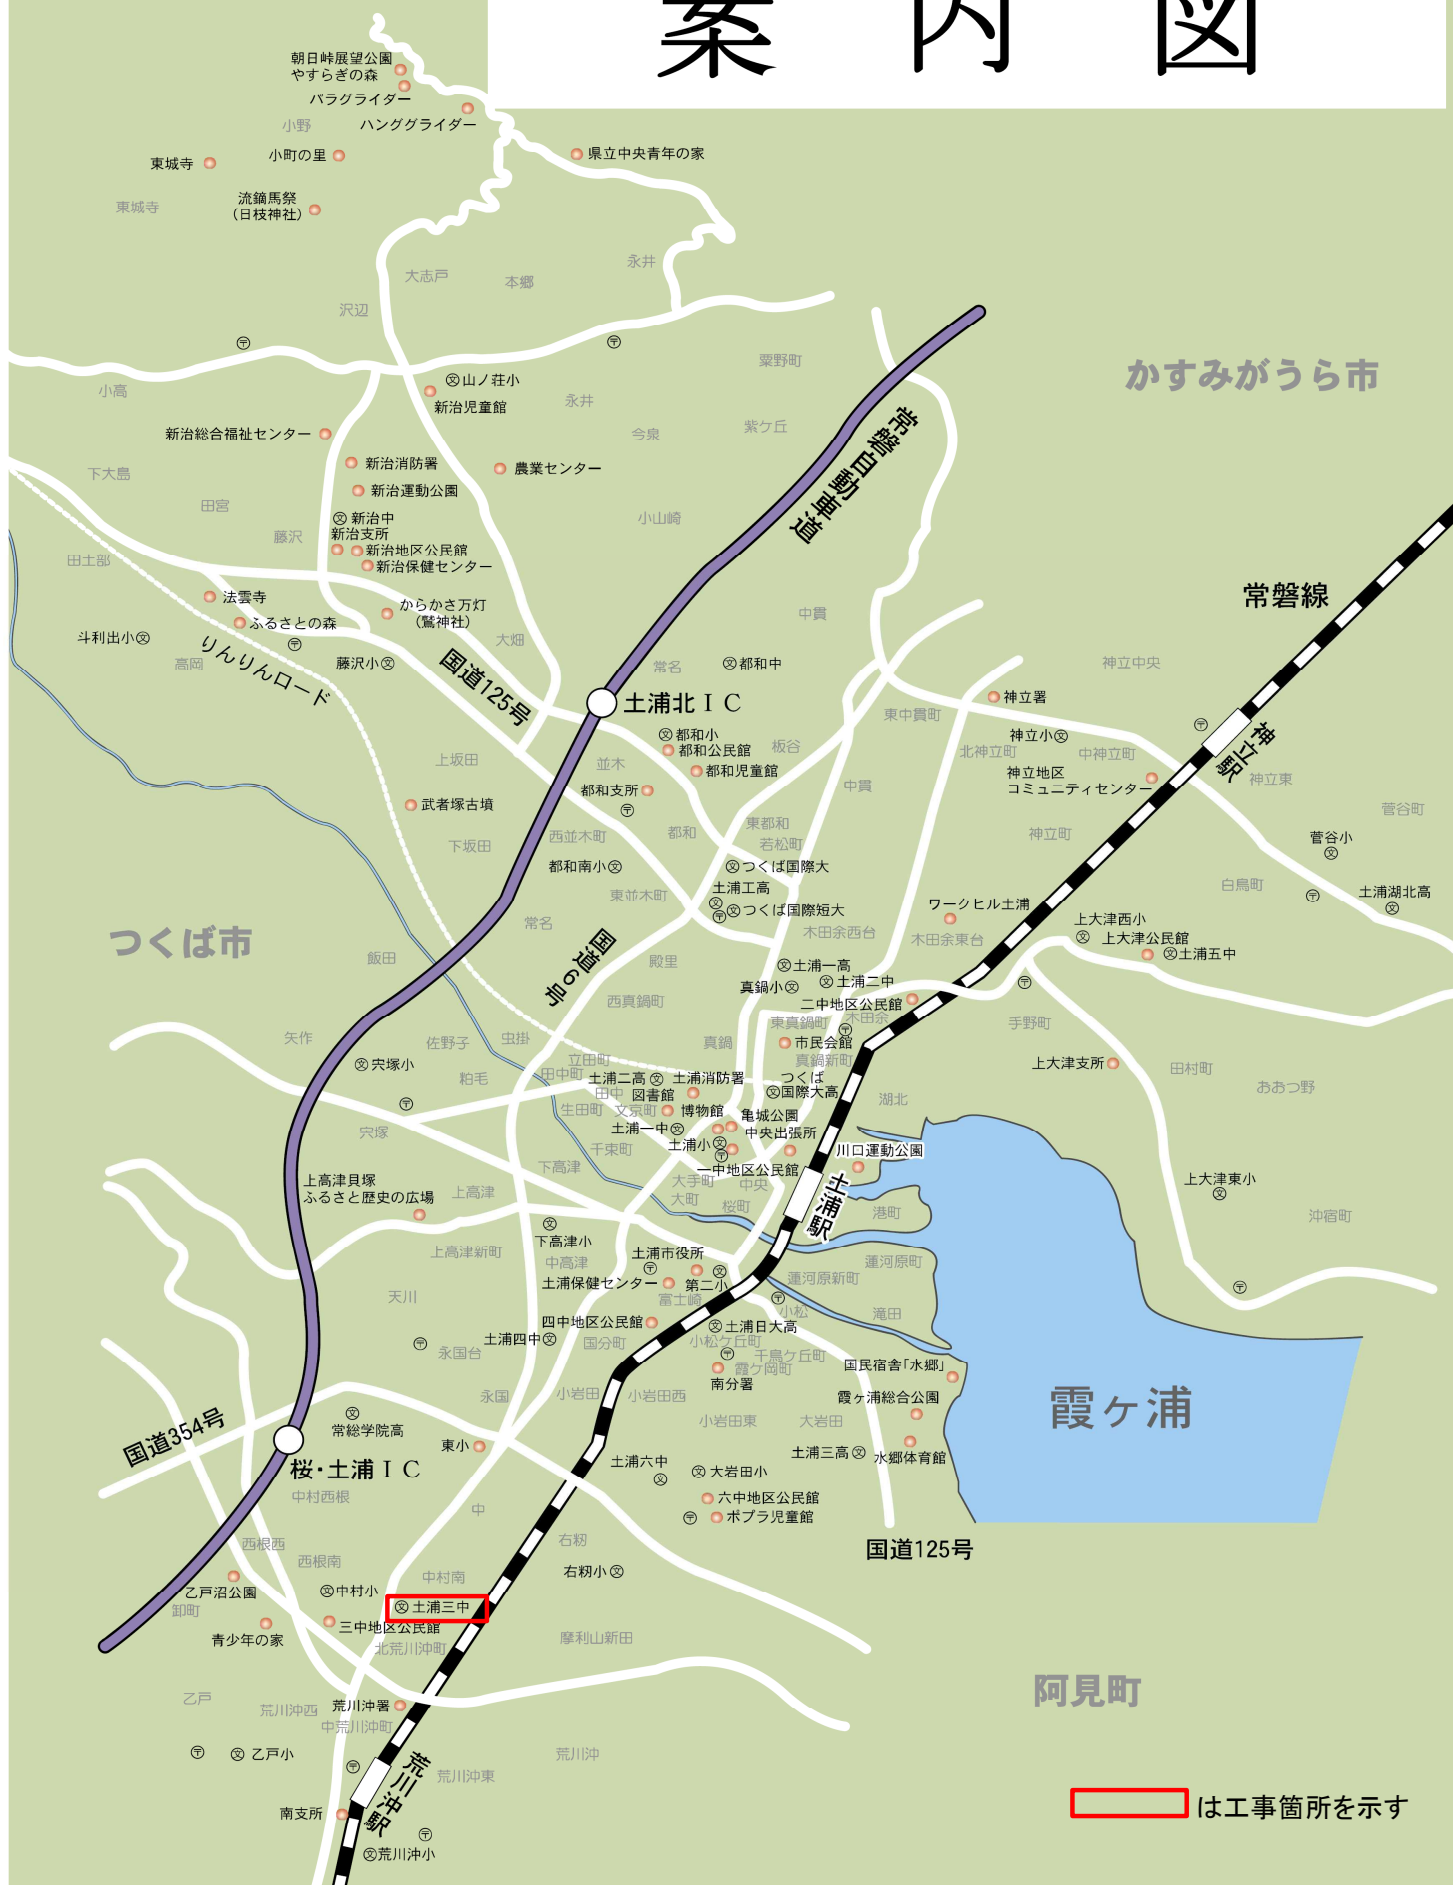 案内図
朝日峠展望公園
やすらぎの森
パラグライダー
ハンググライダー
小野
小町の里
東城寺
県立中央青年の家
流鏑馬祭
(日枝神社)
東城寺
大志戸
本郷
永井
沢辺
粟野町
かすみがうら市
山ノ荘小
新治児童館
小高
永井
紫ケ丘
今泉
常磐自動車道
新治総合福祉センター
新治消防署
農業センター
下大島
新治運動公園
田宮
新治中
新治支所
小山崎
藤沢
新治地区公民館
新治保健センター
田土部
常磐線
法雲寺
からかさ万灯
(鷲神社)
ふるさとの森
中貫
斗利出小
りんりんロード
大畑
高岡
藤沢小
国道125号
常名
都和中
神立中央
土浦北IC
神立署
東中貫町
都和小
都和公民館
板谷
北神立町
神立小
中神立町
神立駅
上坂田
並木
都和児童館
神立地区
コミュニティセンター
神立東
都和支所
中貫
武者塚古墳
菅谷町
西並木町
都和
東都和
若松町
神立町
菅谷小
下坂田
都和南小
つくば国際大
土浦工高
白鳥町
土浦湖北高
東並木町
つくば国際短大
ワークヒル土浦
上大津西小
常名
木田余西台
木田余東台
上大津公民館
土浦五中
つくば市
国道6号
飯田
殿里
土浦一高
真鍋小
土浦二中
西真鍋町
二中地区公民館
東真鍋町
木田余
手野町
矢作
佐野子
虫掛
真鍋
市民会館
真鍋新町
立田町
宍塚小
粕毛
田中町
土浦二高
土浦消防署
つくば
国際大高
上大津支所
田村町
おおつ野
田中
図書館
湖北
生田町
文京町
博物館
亀城公園
宍塚
土浦一中
中央出張所
千束町
土浦小
川口運動公園
下高津
一中地区公民館
上高津貝塚
ふるさと歴史の広場
上高津
大手町
中央
土浦駅
上大津東小
大町
桜町
港町
沖宿町
上高津新町
下高津小
中高津
土浦市役所
蓮河原町
土浦保健センター
第二小
蓮河原新町
天川
富士崎
小松
滝田
四中地区公民館
土浦日大高
土浦四中
国分町
小松ケ丘町
永国台
千鳥ケ丘町
霞ケ岡町
国民宿舎「水郷」
南分署
永国
小岩田
小岩田西
霞ヶ浦総合公園
霞ヶ浦
小岩田東
大岩田
国道354号
常総学院高
東小
土浦三高
水郷体育館
桜・土浦IC
土浦六中
大岩田小
中村西根
六中地区公民館
ポプラ児童館
中
右籾
国道125号
西根西
西根南
右籾小
乙戸沼公園
中村小
中村南
卸町
土浦三中
青少年の家
三中地区公民館
北荒川沖町
摩利山新田
阿見町
乙戸
荒川沖西
荒川沖署
中荒川沖町
乙戸小
荒川沖駅
荒川沖東
荒川沖
南支所
は工事箇所を示す
荒川沖小